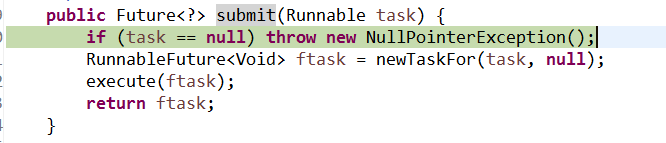 public Future<?> submit(Runnable task) {
if (task == null) throw new NullPointerException();
RunnableFuture<Void> ftask = newTaskFor(task, null);
execute(ftask);
return ftask;
}